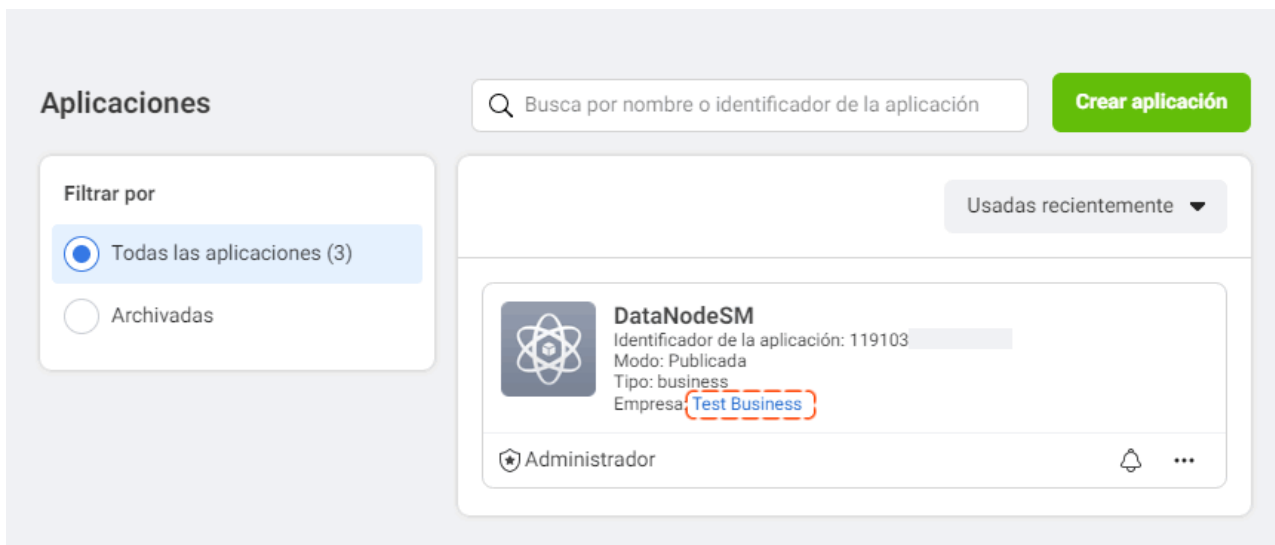 Aplicaciones
Busca por nombre o identificador de la aplicación
Crear aplicación
Filtrar por
Todas las aplicaciones (3)
Archivadas
Usadas recientemente
DataNodeSM
Identificador de la aplicación: 119103
Modo: Publicada
Tipo: business
Empresa: Test Business
Administrador